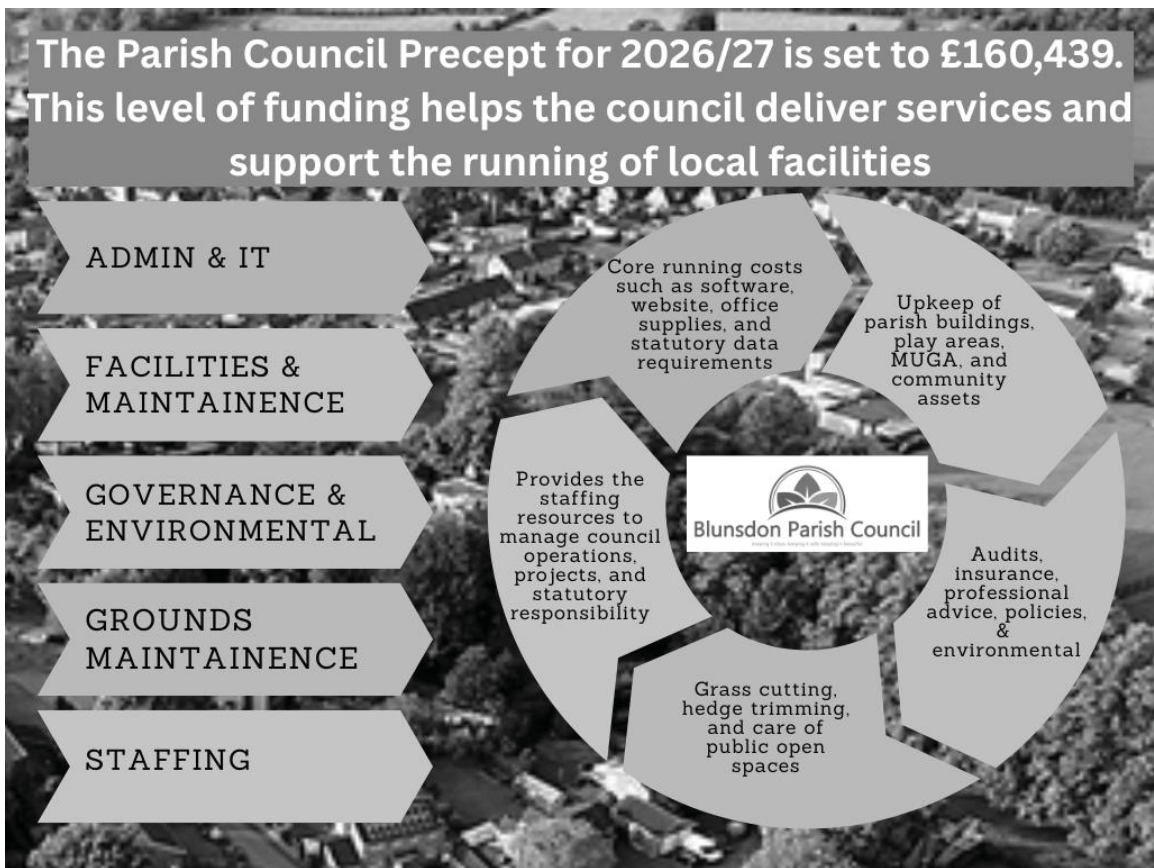 The Parish Council Precept for 2026/27 is set to £160,439.
This level of funding helps the council deliver services and
support the running of local facilities
ADMIN & IT
FACILITIES &
MAINTAINENCE
GOVERNANCE &
ENVIRONMENTAL
GROUNDS
MAINTAINENCE
STAFFING
Core running costs
such as software,
website, office
supplies, and
statutory data
requirements
Upkeep of
parish buildings,
play areas,
MUGA, and
community
assets
Audits,
insurance,
professional
advice, policies,
&
environmental
Grass cutting,
hedge trimming,
and care of
public open
spaces
Provides the
staffing
resources to
manage council
operations,
projects, and
statutory
responsibility
Blunsdon Parish Council